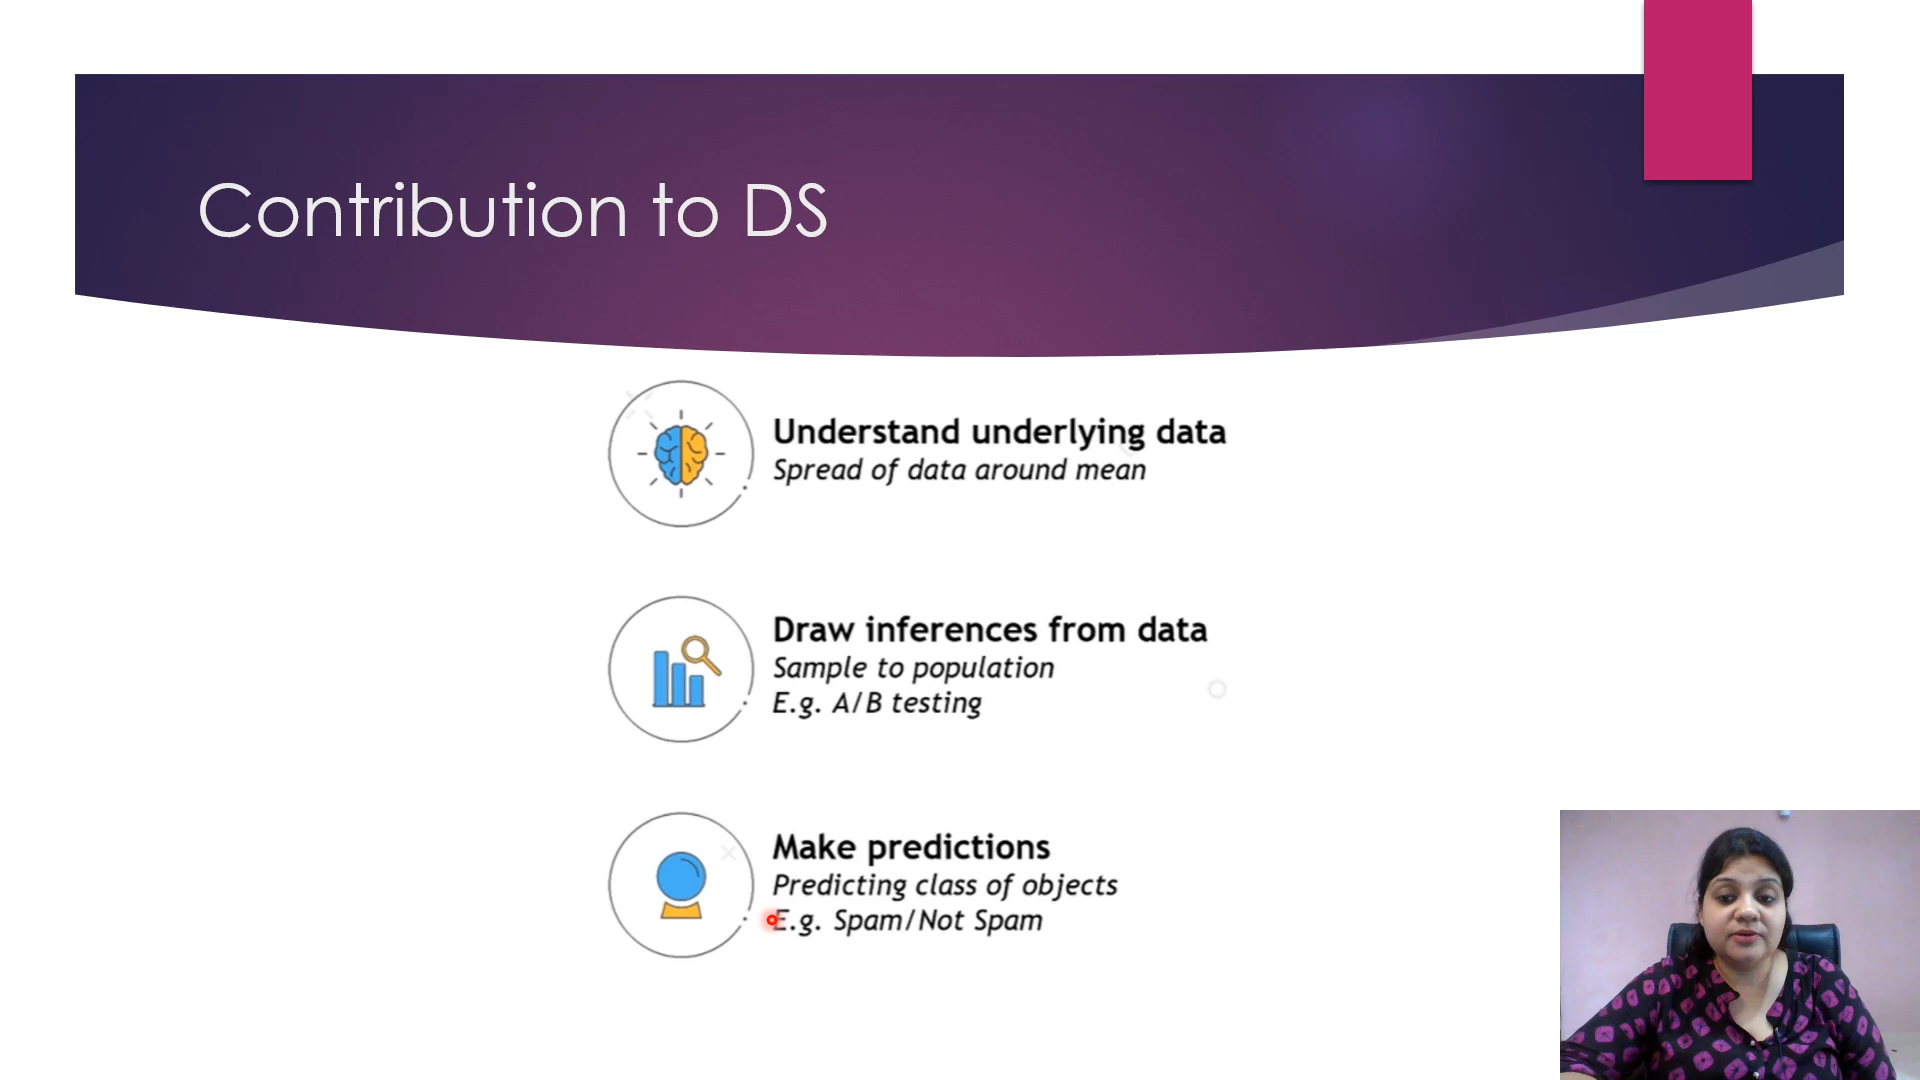 Contribution to DS
Understand underlying data
Spread of data around mean
Draw inferences from data
Sample to population
E.g. A/B testing
Make predictions
Predicting class of objects
E.g. Spam/Not Spam